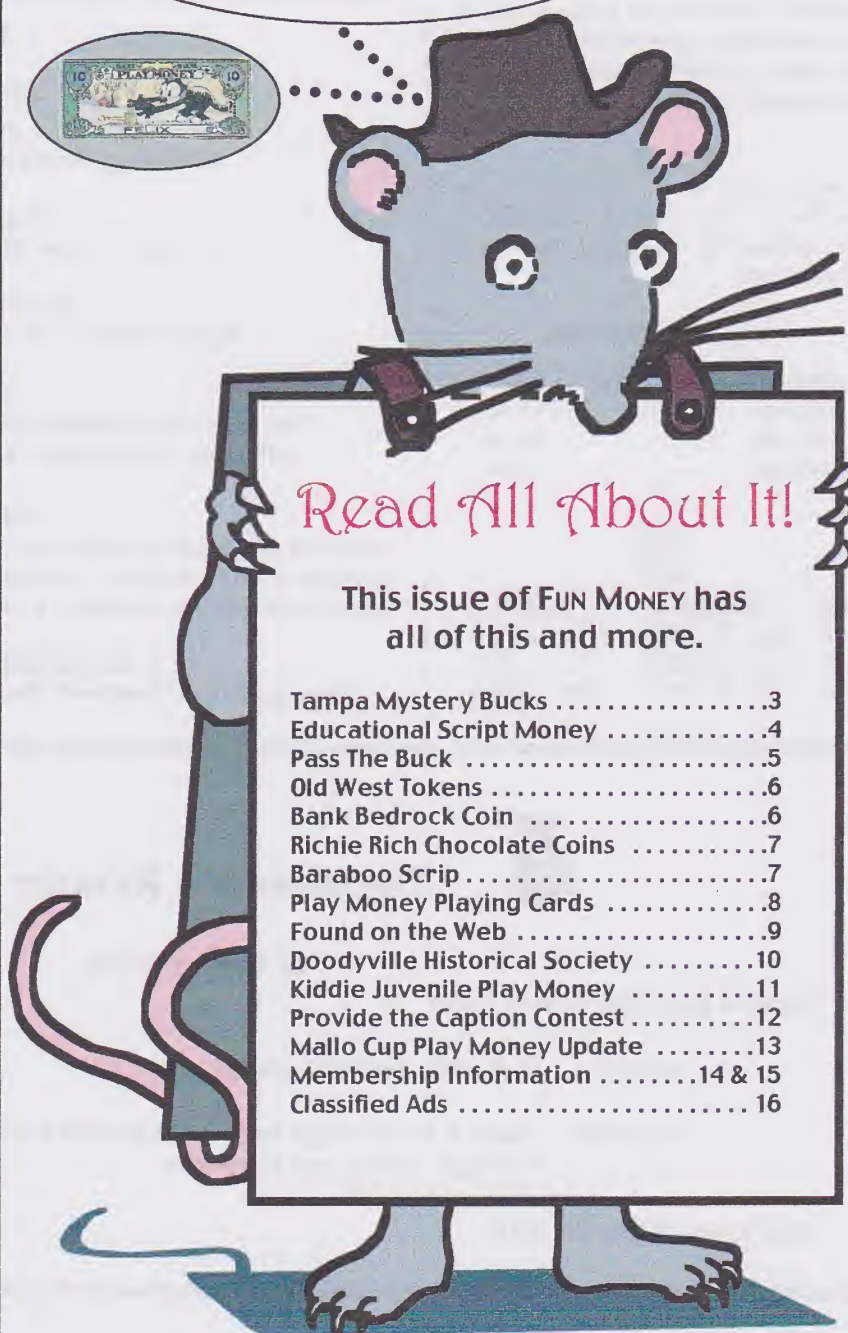 10 PLAY MONEY 10
FELIX
Read All About It!
This issue of FUN MONEY has
all of this and more.
Tampa Mystery Bucks . . . . . . . . . . . . . . . . .3
Educational Script Money . . . . . . . . . . . .4
Pass The Buck . . . . . . . . . . . . . . . . . . . . . . .5
Old West Tokens . . . . . . . . . . . . . . . . . . . . .6
Bank Bedrock Coin . . . . . . . . . . . . . . . . . . .6
Richie Rich Chocolate Coins . . . . . . . . . .7
Baraboo Scrip . . . . . . . . . . . . . . . . . . . . . . .7
Play Money Playing Cards . . . . . . . . . . . .8
Found on the Web . . . . . . . . . . . . . . . . . . .9
Doodyville Historical Society . . . . . . . . .10
Kiddie Juvenile Play Money . . . . . . . . . .11
Provide the Caption Contest . . . . . . . . . .12
Mallo Cup Play Money Update . . . . . . . .13
Membership Information . . . . . . . .14 & 15
Classified Ads . . . . . . . . . . . . . . . . . . . . . . 16